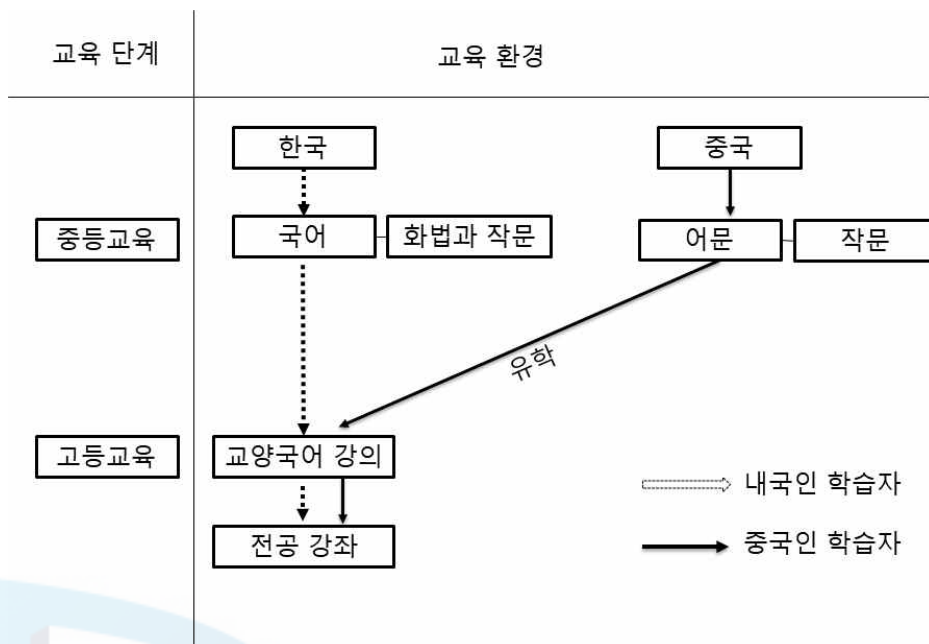 교육 단계
교육 환경
한국
중국
중등교육
국어
화법과 작문
어문
작문
유학
고등교육
교양국어 강의
내국인 학습자
전공 강좌
중국인 학습자